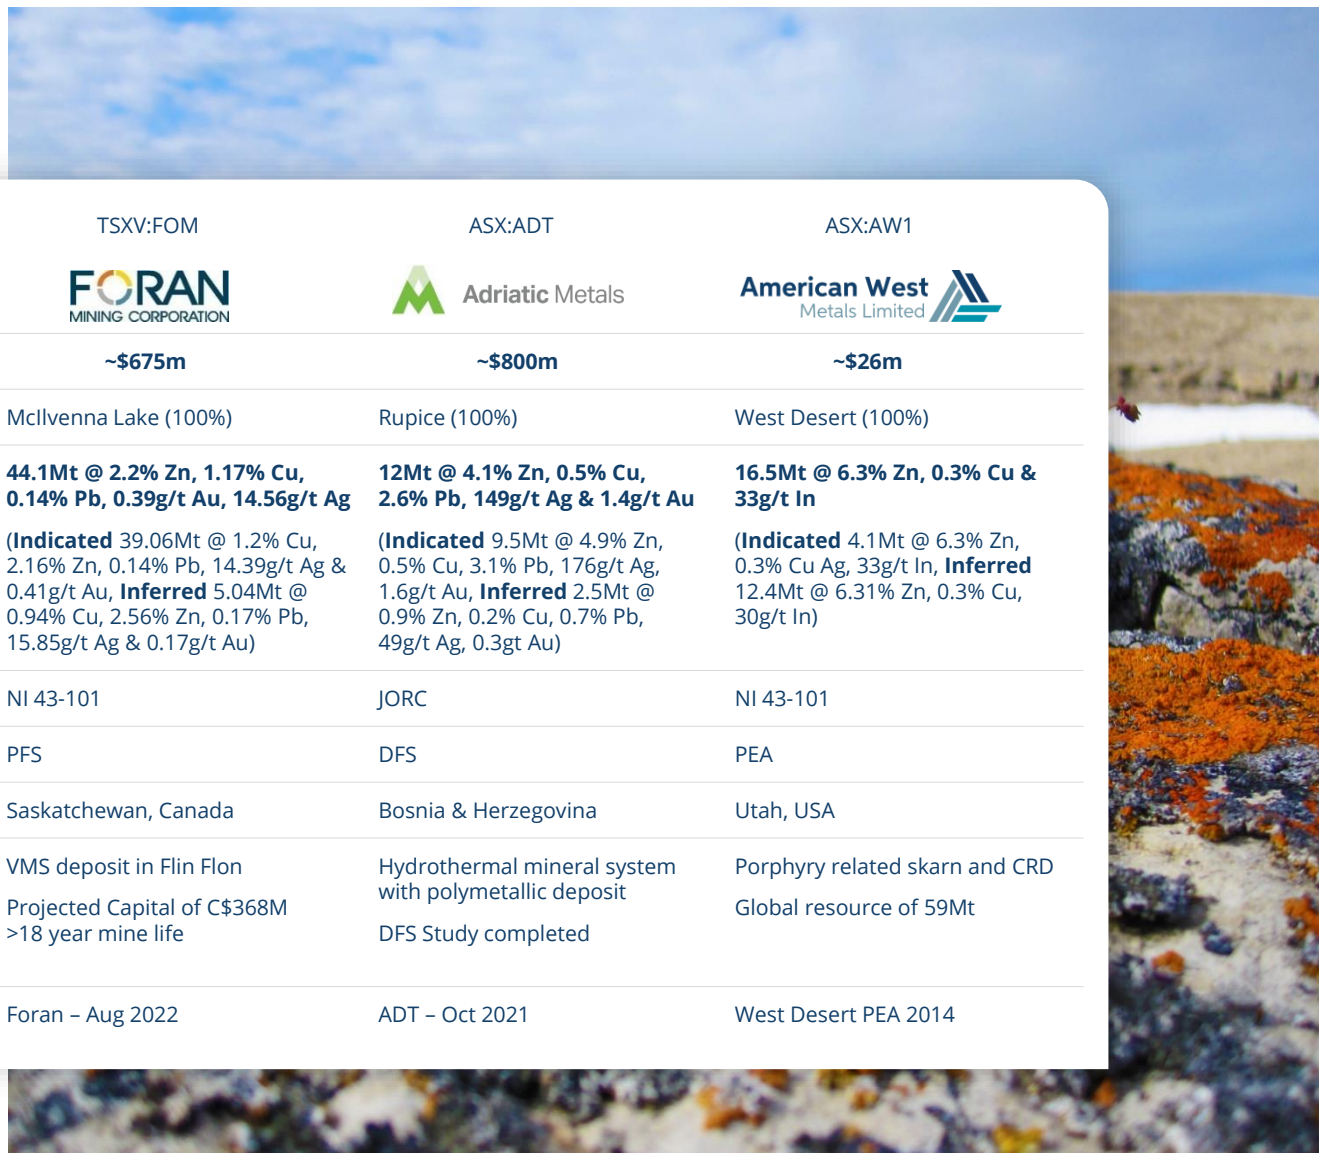 TSXV:FOM
ASX:ADT
ASX:AW1
FORAN
MINING CORPORATION
Adriatic Metals
American West
Metals Limited
~$675m
~$800m
~$26m
McIlvenna Lake (100%)
Rupice (100%)
West Desert (100%)
44.1Mt @ 2.2% Zn, 1.17% Cu,
0.14% Pb, 0.39g/t Au, 14.56g/t Ag
(Indicated 39.06Mt @ 1.2% Cu,
2.16% Zn, 0.14% Pb, 14.39g/t Ag &
0.41g/t Au, Inferred 5.04Mt @
0.94% Cu, 2.56% Zn, 0.17% Pb,
15.85g/t Ag & 0.17g/t Au)
12Mt @ 4.1% Zn, 0.5% Cu,
2.6% Pb, 149g/t Ag & 1.4g/t Au
(Indicated 9.5Mt @ 4.9% Zn,
0.5% Cu, 3.1% Pb, 176g/t Ag,
1.6g/t Au, Inferred 2.5Mt @
0.9% Zn, 0.2% Cu, 0.7% Pb,
49g/t Ag, 0.3gt Au)
16.5Mt @ 6.3% Zn, 0.3% Cu &
33g/t In
(Indicated 4.1Mt @ 6.3% Zn,
0.3% Cu Ag, 33g/t In, Inferred
12.4Mt @ 6.31% Zn, 0.3% Cu,
30g/t In)
NI 43-101
JORC
NI 43-101
PFS
DFS
PEA
Saskatchewan, Canada
Bosnia & Herzegovina
Utah, USA
VMS deposit in Flin Flon
Projected Capital of C$368M
>18 year mine life
Hydrothermal mineral system
with polymetallic deposit
DFS Study completed
Porphyry related skarn and CRD
Global resource of 59Mt
Foran – Aug 2022
ADT – Oct 2021
West Desert PEA 2014